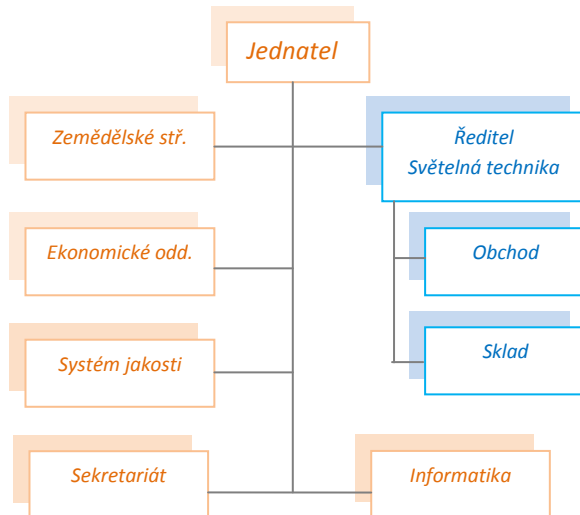 Jednatel
Zemědělské stř.
Ředitel
Světelná technika
Ekonomické odd.
Obchod
Systém jakosti
Sklad
Sekretariát
Informatika